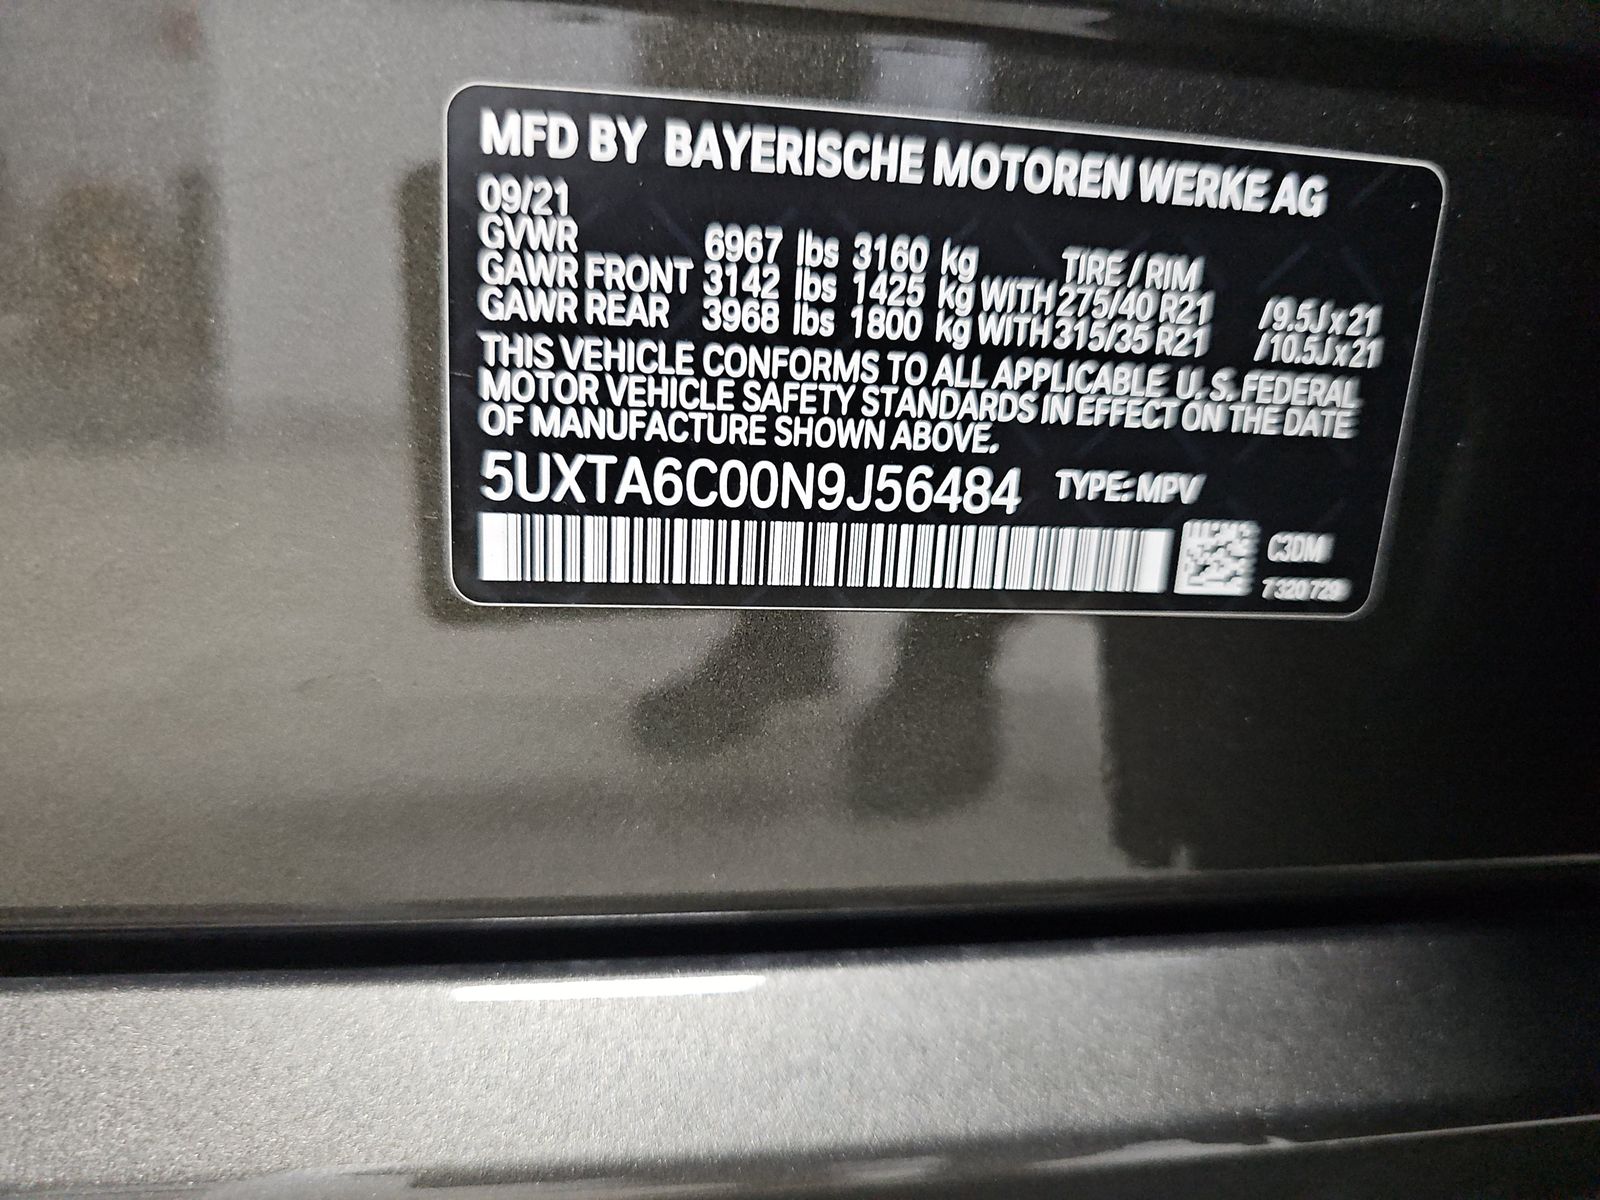 MFD BY BAYERISCHE MOTOREN WERKE AG
09/21
GVWR 6967 lbs 3160 kg TIRE / RIM
GAWR FRONT 3142 lbs 1425 kg WITH 275/40 R21 /9.5J x 21
GAWR REAR 3968 lbs 1800 kg WITH 315/35 R21 /10.5J x 21
THIS VEHICLE CONFORMS TO ALL APPLICABLE U. S. FEDERAL
MOTOR VEHICLE SAFETY STANDARDS IN EFFECT ON THE DATE
OF MANUFACTURE SHOWN ABOVE.
5UXTA6C00N9J56484 TYPE: MPV
C3DM
7320729